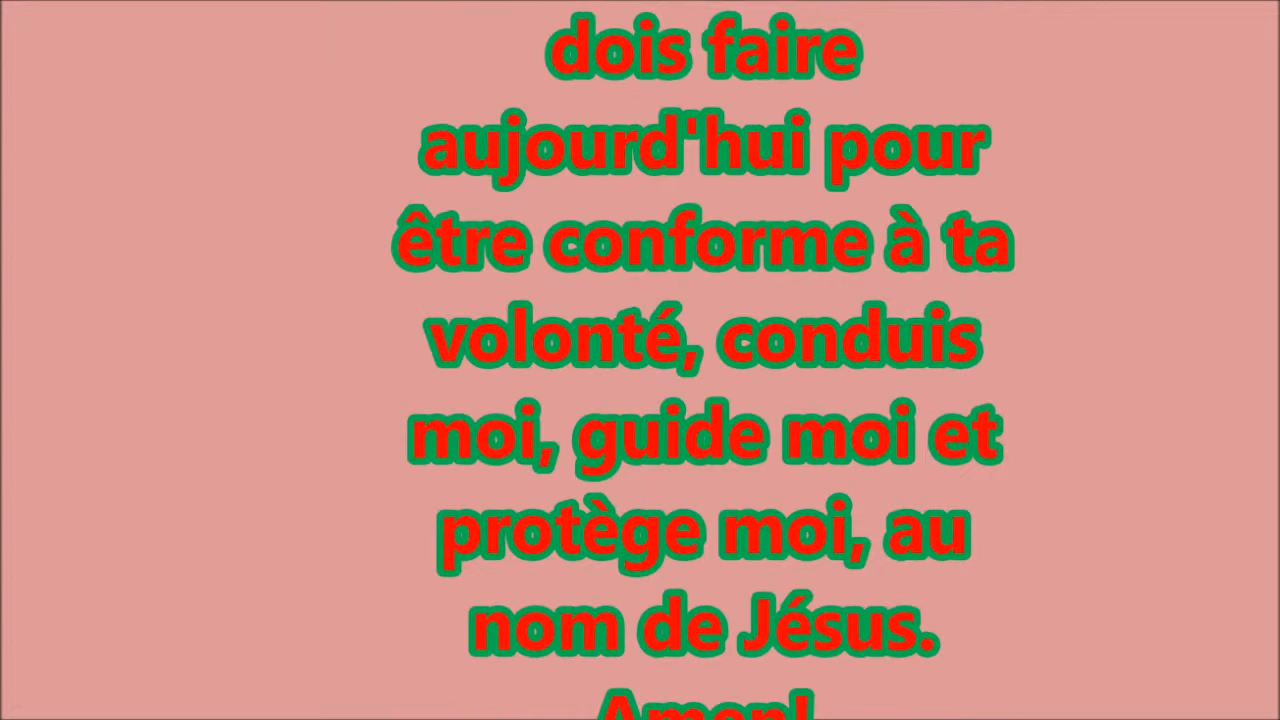 dois faire
aujourd'hui pour
être conforme à ta
volonté, conduis
moi, guide moi et
protège moi, au
nom de Jésus.
Amen!